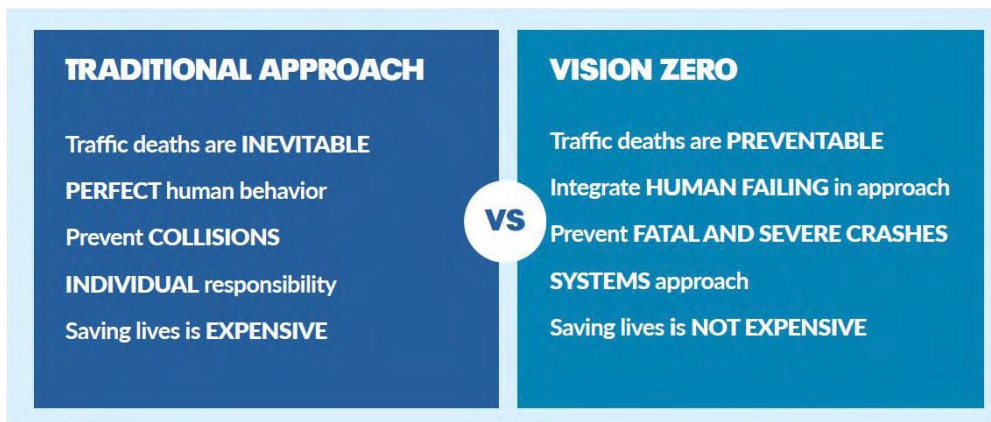 TRADITIONAL APPROACH
Traffic deaths are INEVITABLE
PERFECT human behavior
Prevent COLLISIONS
INDIVIDUAL responsibility
Saving lives is EXPENSIVE
VS
VISION ZERO
Traffic deaths are PREVENTABLE
Integrate HUMAN FAILING in approach
Prevent FATAL AND SEVERE CRASHES
SYSTEMS approach
Saving lives is NOT EXPENSIVE